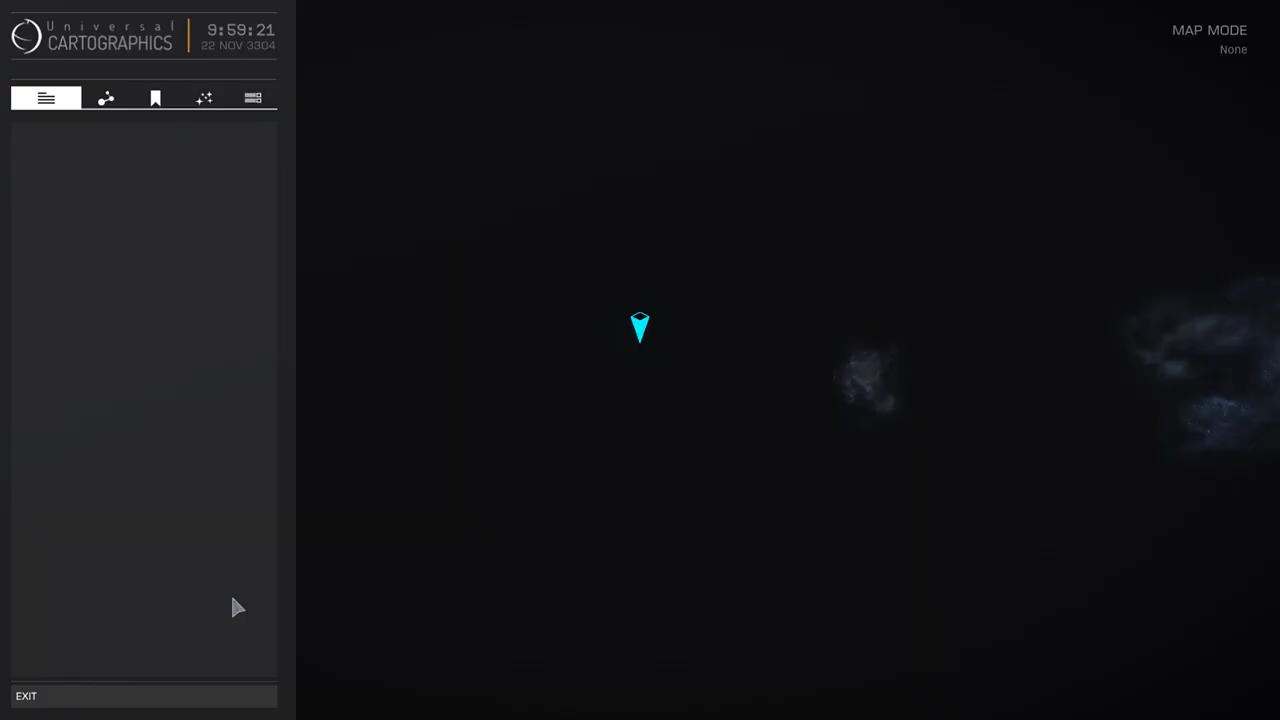 Universal
CARTOGRAPHICS
9:59:21
22 NOV 3304
MAP MODE
None
EXIT